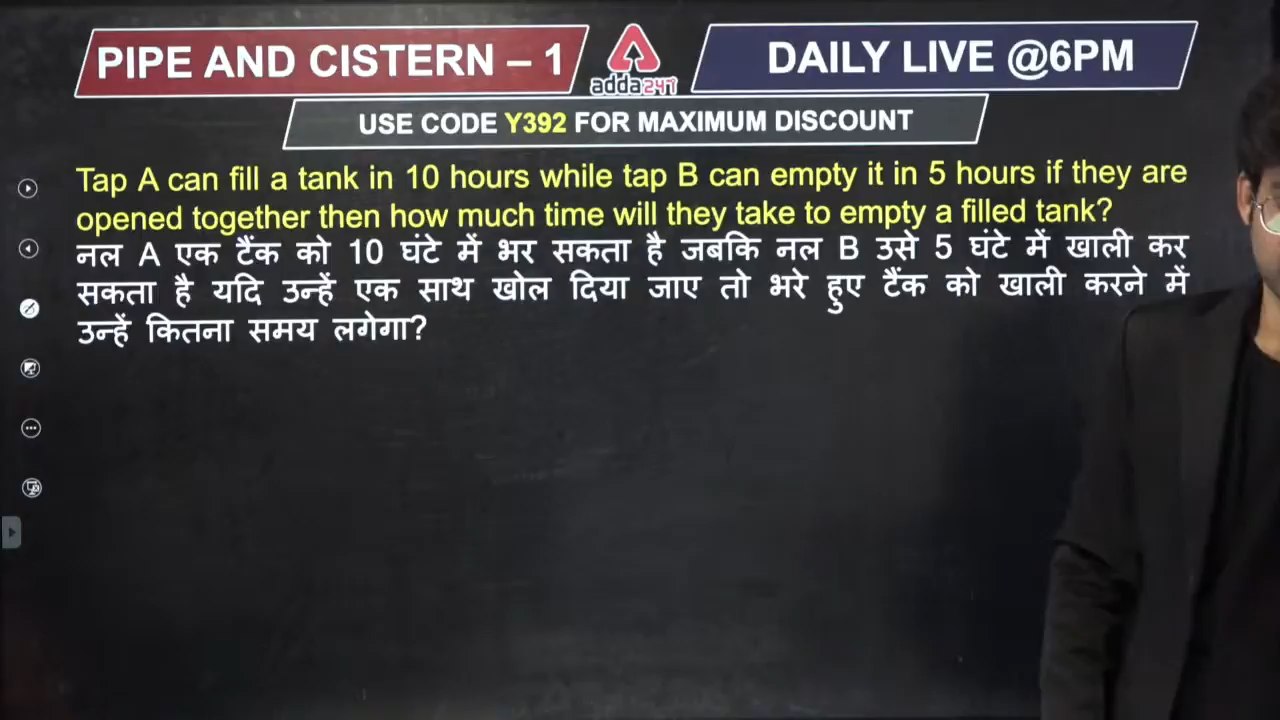 PIPE AND CISTERN – 1
adda247
DAILY LIVE @6PM
USE CODE Y392 FOR MAXIMUM DISCOUNT
Tap A can fill a tank in 10 hours while tap B can empty it in 5 hours if they are
opened together then how much time will they take to empty a filled tank?
नल A एक टैंक को 10 घंटे में भर सकता है जबकि नल B उसे 5 घंटे में खाली कर
सकता है यदि उन्हें एक साथ खोल दिया जाए तो भरे हुए टैंक को खाली करने में
उन्हें कितना समय लगेगा?